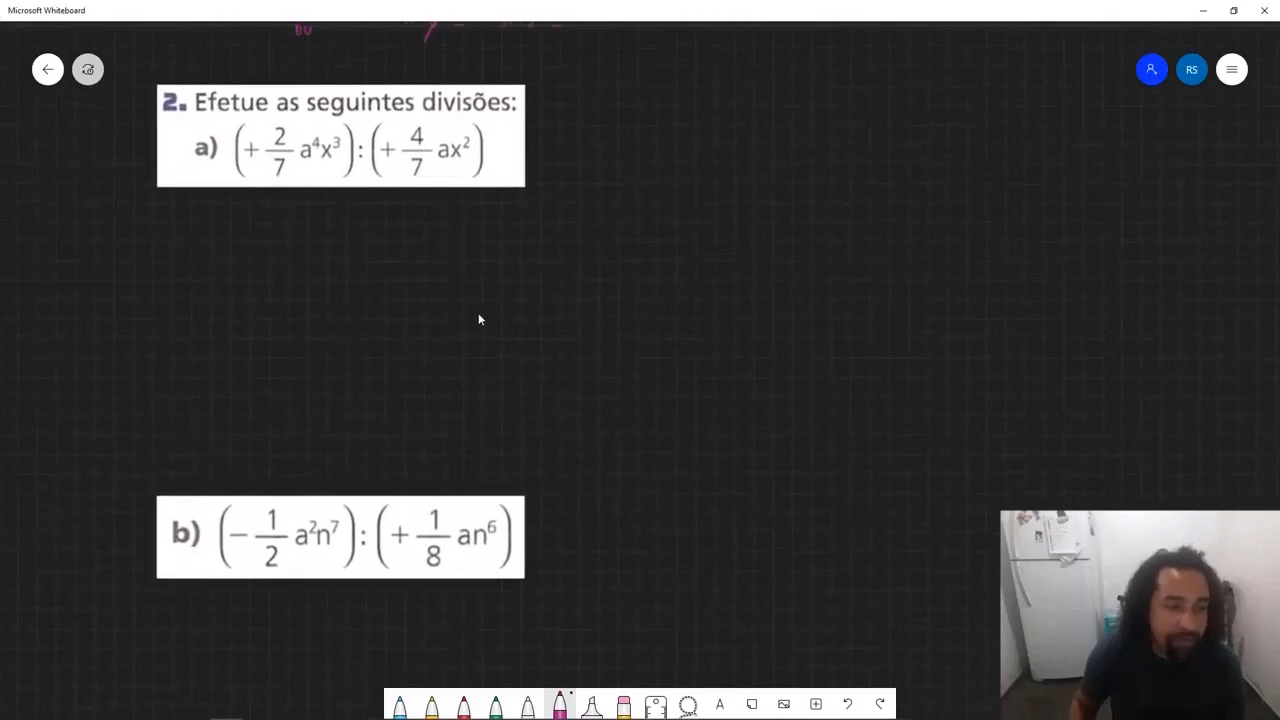 Microsoft Whiteboard
RS
2. Efetue as seguintes divisões:
a) (+ 2/7 a⁴x³) : (+ 4/7 ax²)
b) (− 1/2 a²n⁷) : (+ 1/8 an⁶)
A